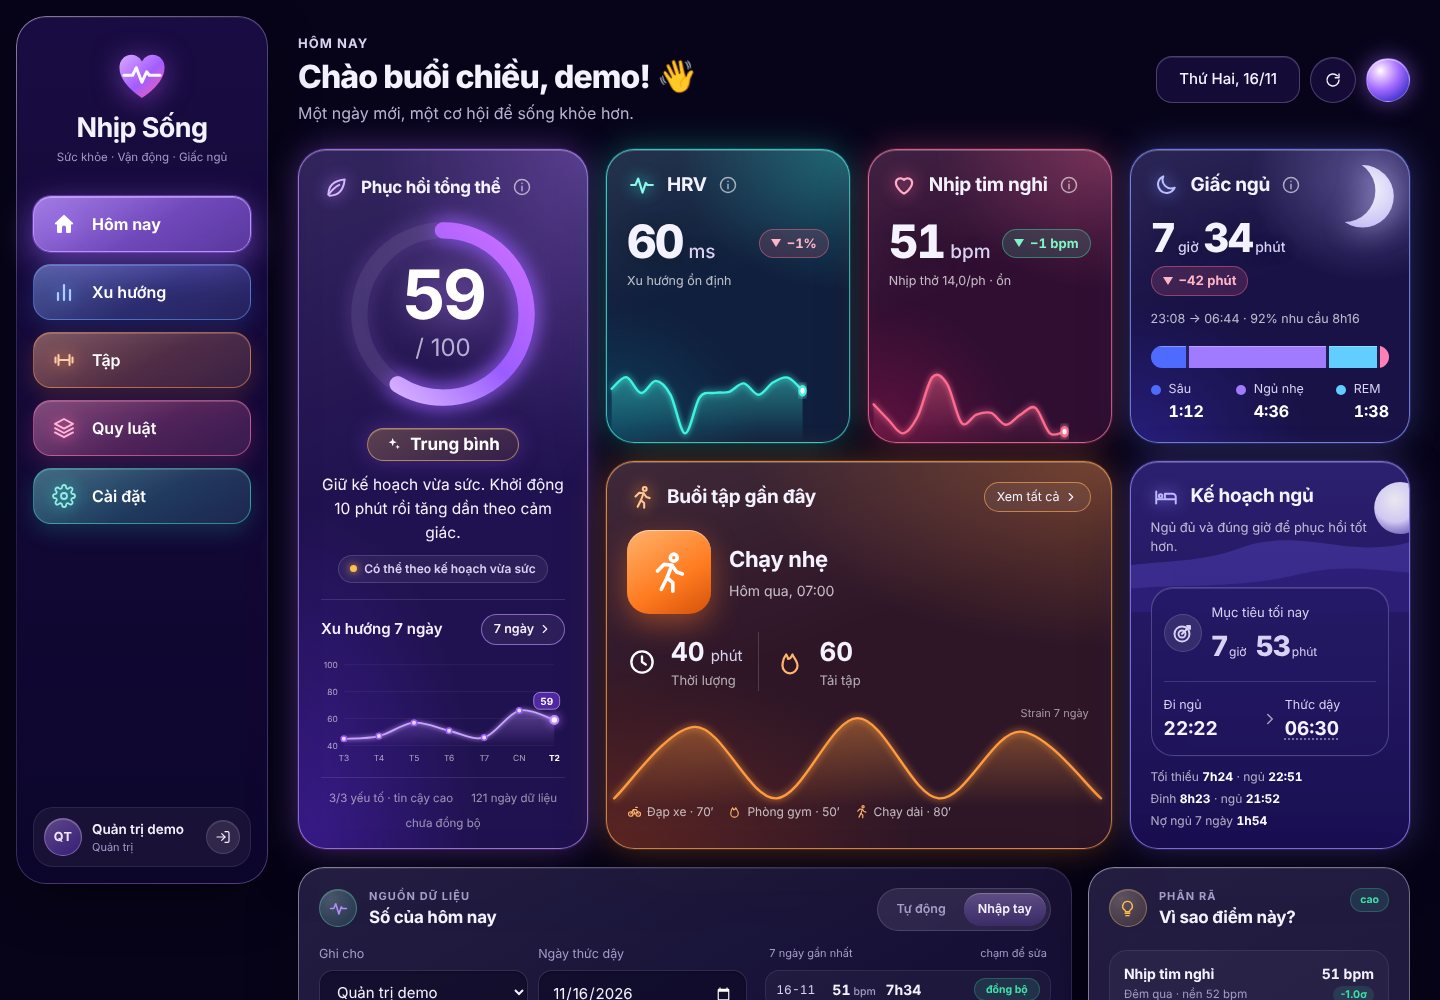 Nhịp Sống
Sức khỏe · Vận động · Giấc ngủ
Hôm nay
Xu hướng
Tập
Quy luật
Cài đặt
QT
Quản trị demo
Quản trị
HÔM NAY
Chào buổi chiều, demo! 👋
Một ngày mới, một cơ hội để sống khỏe hơn.
Thứ Hai, 16/11
Phục hồi tổng thể
59
/ 100
Trung bình
Giữ kế hoạch vừa sức. Khởi động
10 phút rồi tăng dần theo cảm
giác.
Có thể theo kế hoạch vừa sức
Xu hướng 7 ngày
7 ngày
100
80
60
40
59
T3 T4 T5 T6 T7 CN T2
3/3 yếu tố · tin cậy cao 121 ngày dữ liệu
chưa đồng bộ
HRV
60 ms
▼ −1%
Xu hướng ổn định
Nhịp tim nghỉ
51 bpm
▼ −1 bpm
Nhịp thở 14,0/ph · ổn
Giấc ngủ
7 giờ 34 phút
▼ −42 phút
23:08 → 06:44 · 92% nhu cầu 8h16
Sâu Ngủ nhẹ REM
1:12 4:36 1:38
Buổi tập gần đây
Xem tất cả
Chạy nhẹ
Hôm qua, 07:00
40 phút
Thời lượng
60
Tải tập
Strain 7 ngày
Đạp xe · 70′ Phòng gym · 50′ Chạy dài · 80′
Kế hoạch ngủ
Ngủ đủ và đúng giờ để phục hồi tốt
hơn.
Mục tiêu tối nay
7 giờ 53 phút
Đi ngủ Thức dậy
22:22 06:30
Tối thiểu 7h24 · ngủ 22:51
Đỉnh 8h23 · ngủ 21:52
Nợ ngủ 7 ngày 1h54
NGUỒN DỮ LIỆU
Số của hôm nay
Tự động Nhập tay
Ghi cho
Quản trị demo
Ngày thức dậy
11/16/2026
7 ngày gần nhất chạm để sửa
16-11 51 bpm 7h34 đồng bộ
PHÂN RÃ
Vì sao điểm này?
cao
Nhịp tim nghỉ 51 bpm
Đêm qua · nền 52 bpm -1.0σ